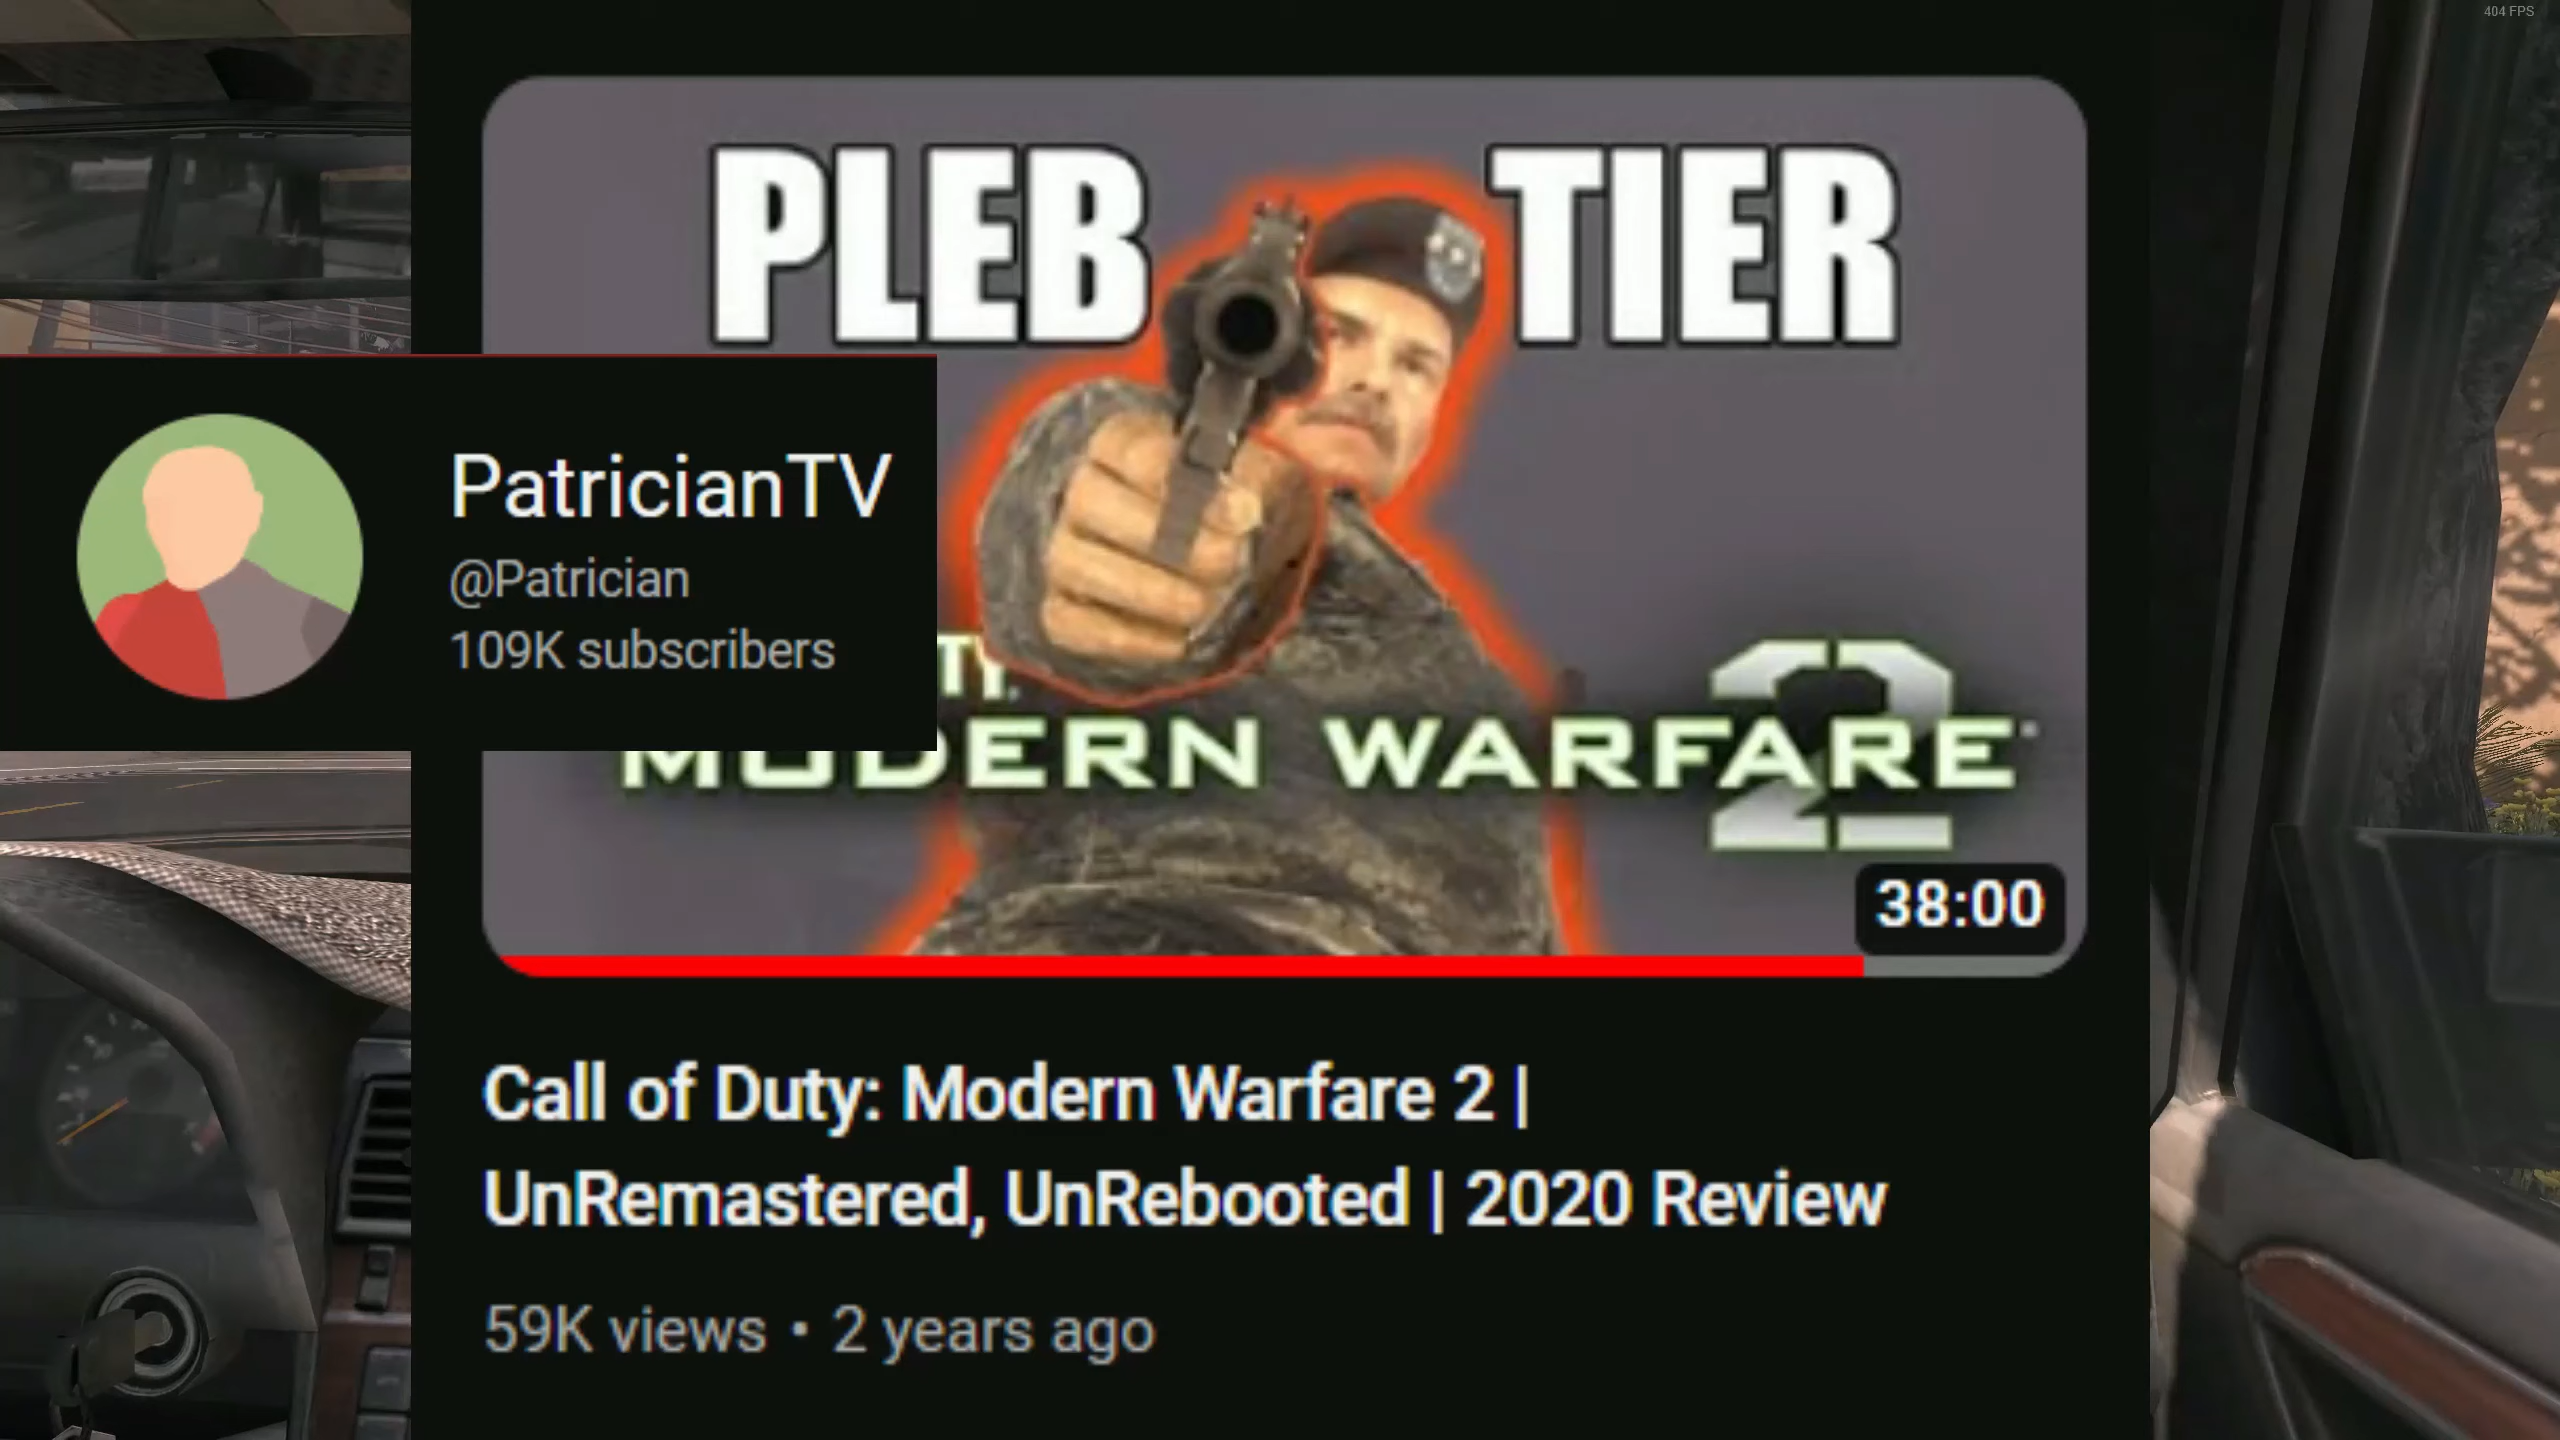 404 FPS
PLEB TIER
PatricianTV
@Patrician
109K subscribers
TY.
MODERN WARFARE
2
38:00
Call of Duty: Modern Warfare 2 |
UnRemastered, UnRebooted | 2020 Review
59K views • 2 years ago